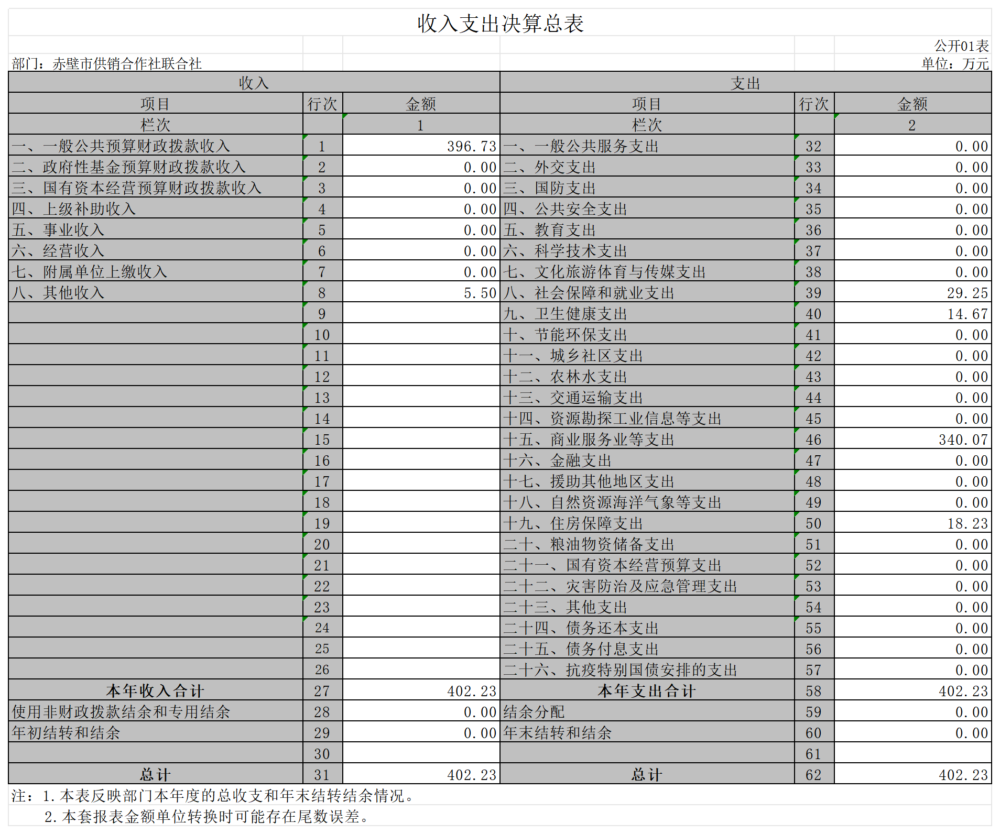 收入支出决算总表
公开01表
部门：赤壁市供销合作社联合社 单位：万元
收入 支出
项目 行次 金额 项目 行次 金额
栏次 1 栏次 2
一、一般公共预算财政拨款收入 1 396.73 一、一般公共服务支出 32 0.00
二、政府性基金预算财政拨款收入 2 0.00 二、外交支出 33 0.00
三、国有资本经营预算财政拨款收入 3 0.00 三、国防支出 34 0.00
四、上级补助收入 4 0.00 四、公共安全支出 35 0.00
五、事业收入 5 0.00 五、教育支出 36 0.00
六、经营收入 6 0.00 六、科学技术支出 37 0.00
七、附属单位上缴收入 7 0.00 七、文化旅游体育与传媒支出 38 0.00
八、其他收入 8 5.50 八、社会保障和就业支出 39 29.25
9 九、卫生健康支出 40 14.67
10 十、节能环保支出 41 0.00
11 十一、城乡社区支出 42 0.00
12 十二、农林水支出 43 0.00
13 十三、交通运输支出 44 0.00
14 十四、资源勘探工业信息等支出 45 0.00
15 十五、商业服务业等支出 46 340.07
16 十六、金融支出 47 0.00
17 十七、援助其他地区支出 48 0.00
18 十八、自然资源海洋气象等支出 49 0.00
19 十九、住房保障支出 50 18.23
20 二十、粮油物资储备支出 51 0.00
21 二十一、国有资本经营预算支出 52 0.00
22 二十二、灾害防治及应急管理支出 53 0.00
23 二十三、其他支出 54 0.00
24 二十四、债务还本支出 55 0.00
25 二十五、债务付息支出 56 0.00
26 二十六、抗疫特别国债安排的支出 57 0.00
本年收入合计 27 402.23 本年支出合计 58 402.23
使用非财政拨款结余和专用结余 28 0.00 结余分配 59 0.00
年初结转和结余 29 0.00 年末结转和结余 60 0.00
30 61
总计 31 402.23 总计 62 402.23
注：1.本表反映部门本年度的总收支和年末结转结余情况。
2.本套报表金额单位转换时可能存在尾数误差。